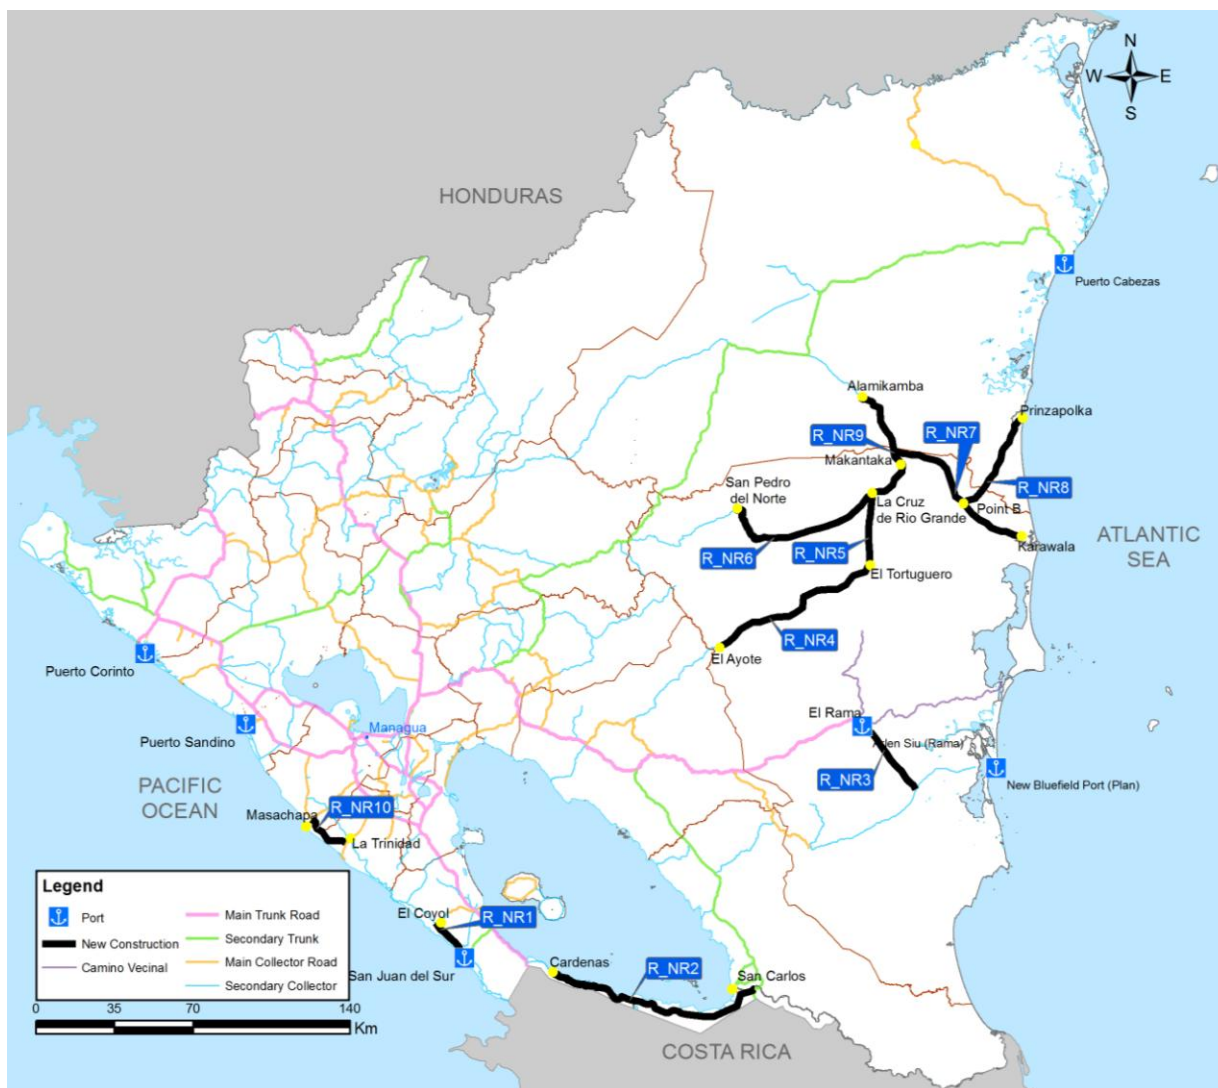 N
W E
S
HONDURAS
Puerto Cabezas
Alamikamba
Prinzapolka
R_NR9
R_NR7
Makantaka
R_NR8
San Pedro
del Norte
La Cruz
de Rio Grande
Point B
R_NR6
R_NR5
Karawala
ATLANTIC
SEA
El Tortuguero
R_NR4
El Ayote
Puerto Corinto
El Rama
Managua
Puerto Sandino
Arlen Siu (Rama)
R_NR3
New Bluefield Port (Plan)
PACIFIC
OCEAN
Masachapa
R_NR10
La Trinidad
Legend
Port
New Construction
Camino Vecinal
Main Trunk Road
Secondary Trunk
Main Collector Road
Secondary Collector
0 35 70 140
Km
El Coyol
R_NR1
San Juan del Sur
Cardenas
R_NR2
San Carlos
COSTA RICA